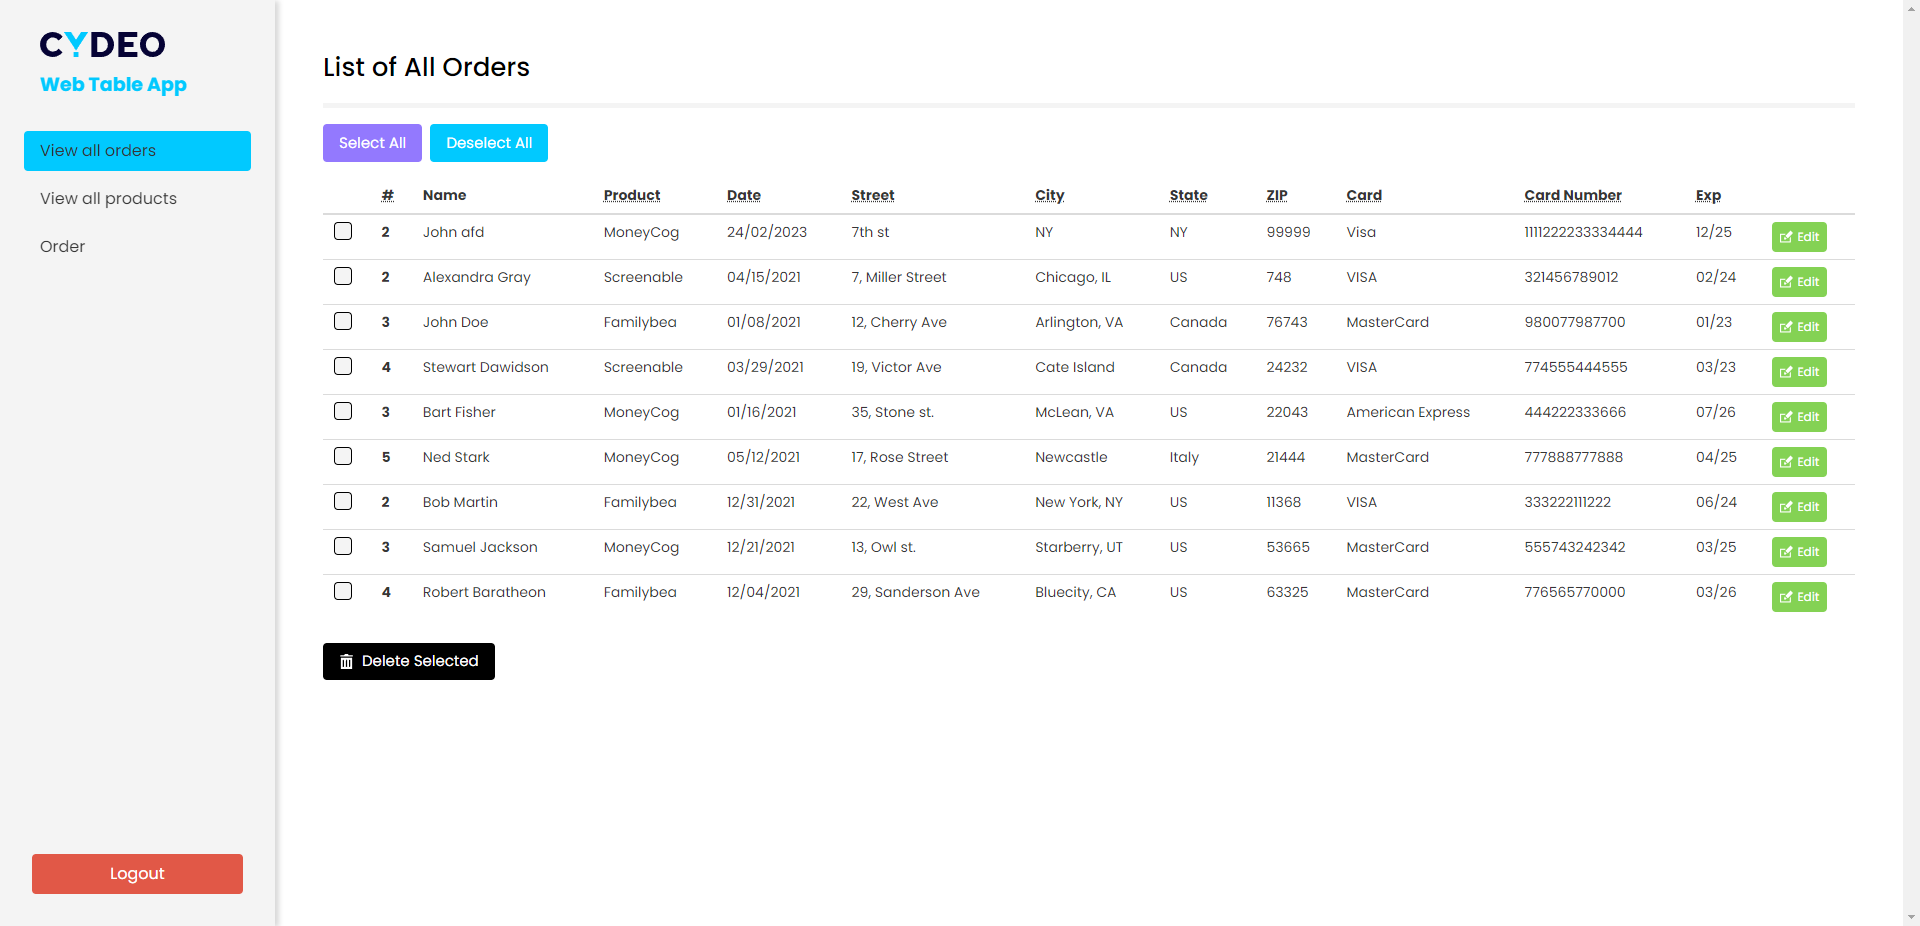 CYDEO
Web Table App
View all orders
View all products
Order
Logout
List of All Orders
Select All Deselect All
# Name Product Date Street City State ZIP Card Card Number Exp
2 John afd MoneyCog 24/02/2023 7th st NY NY 99999 Visa 1111222233334444 12/25 Edit
2 Alexandra Gray Screenable 04/15/2021 7, Miller Street Chicago, IL US 748 VISA 321456789012 02/24 Edit
3 John Doe Familybea 01/08/2021 12, Cherry Ave Arlington, VA Canada 76743 MasterCard 980077987700 01/23 Edit
4 Stewart Dawidson Screenable 03/29/2021 19, Victor Ave Cate Island Canada 24232 VISA 774555444555 03/23 Edit
3 Bart Fisher MoneyCog 01/16/2021 35, Stone st. McLean, VA US 22043 American Express 444222333666 07/26 Edit
5 Ned Stark MoneyCog 05/12/2021 17, Rose Street Newcastle Italy 21444 MasterCard 777888777888 04/25 Edit
2 Bob Martin Familybea 12/31/2021 22, West Ave New York, NY US 11368 VISA 333222111222 06/24 Edit
3 Samuel Jackson MoneyCog 12/21/2021 13, Owl st. Starberry, UT US 53665 MasterCard 555743242342 03/25 Edit
4 Robert Baratheon Familybea 12/04/2021 29, Sanderson Ave Bluecity, CA US 63325 MasterCard 776565770000 03/26 Edit
Delete Selected